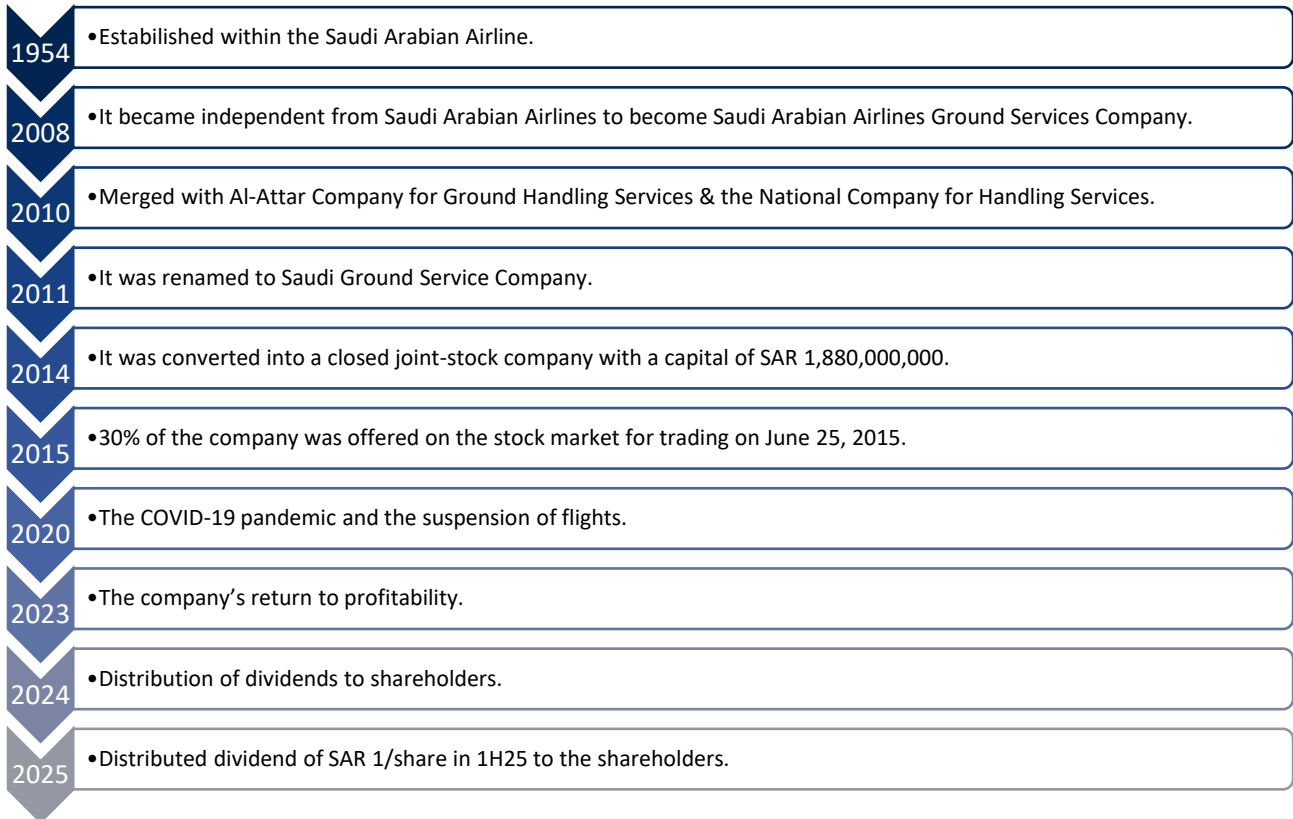 1954
•Estabilished within the Saudi Arabian Airline.
2008
•It became independent from Saudi Arabian Airlines to become Saudi Arabian Airlines Ground Services Company.
2010
•Merged with Al-Attar Company for Ground Handling Services & the National Company for Handling Services.
2011
•It was renamed to Saudi Ground Service Company.
2014
•It was converted into a closed joint-stock company with a capital of SAR 1,880,000,000.
2015
•30% of the company was offered on the stock market for trading on June 25, 2015.
2020
•The COVID-19 pandemic and the suspension of flights.
2023
•The company’s return to profitability.
2024
•Distribution of dividends to shareholders.
2025
•Distributed dividend of SAR 1/share in 1H25 to the shareholders.